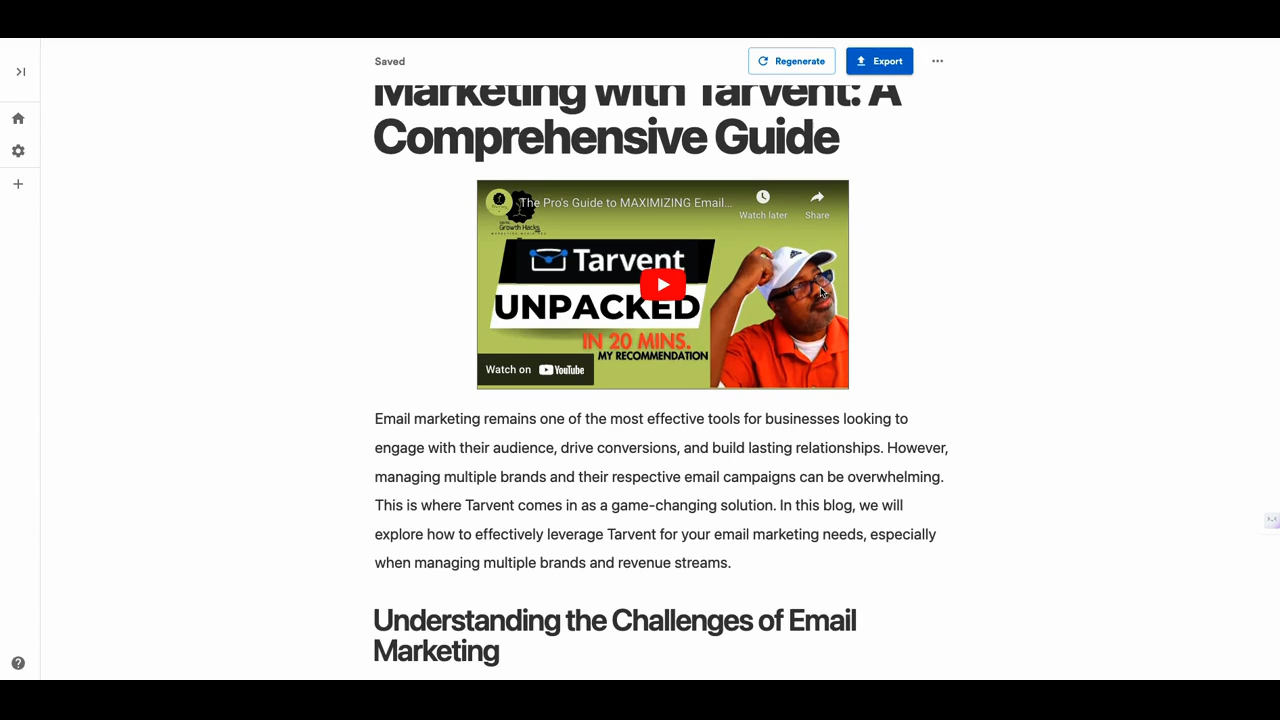 Saved
Regenerate
Export
Marketing with Tarvent: A
Comprehensive Guide
The Pro's Guide to MAXIMIZING Email...
Watch later
Share
Growth Hacks
Tarvent
UNPACKED
IN 20 MINS.
MY RECOMMENDATION
Watch on YouTube
Email marketing remains one of the most effective tools for businesses looking to
engage with their audience, drive conversions, and build lasting relationships. However,
managing multiple brands and their respective email campaigns can be overwhelming.
This is where Tarvent comes in as a game-changing solution. In this blog, we will
explore how to effectively leverage Tarvent for your email marketing needs, especially
when managing multiple brands and revenue streams.
Understanding the Challenges of Email
Marketing